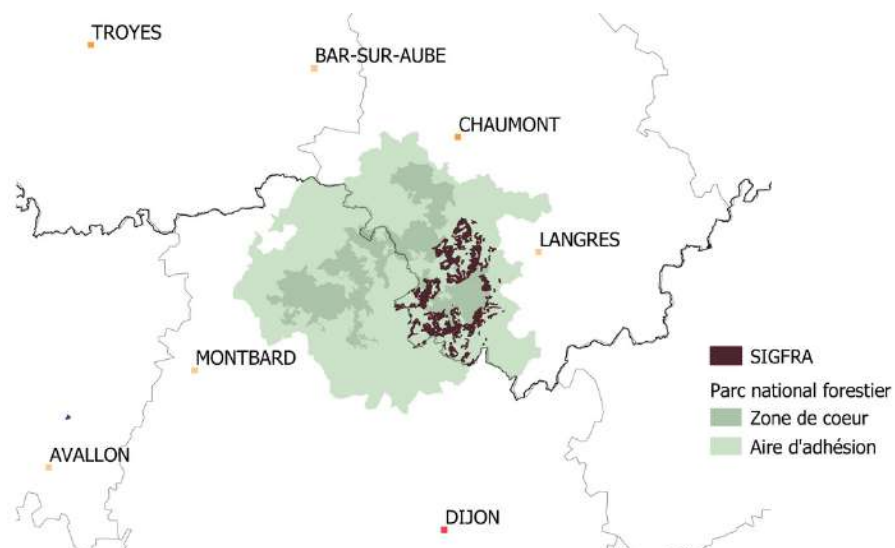 TROYES
BAR-SUR-AUBE
CHAUMONT
LANGRES
MONTBARD
SIGFRA
Parc national forestier
Zone de coeur
Aire d'adhésion
AVALLON
DIJON